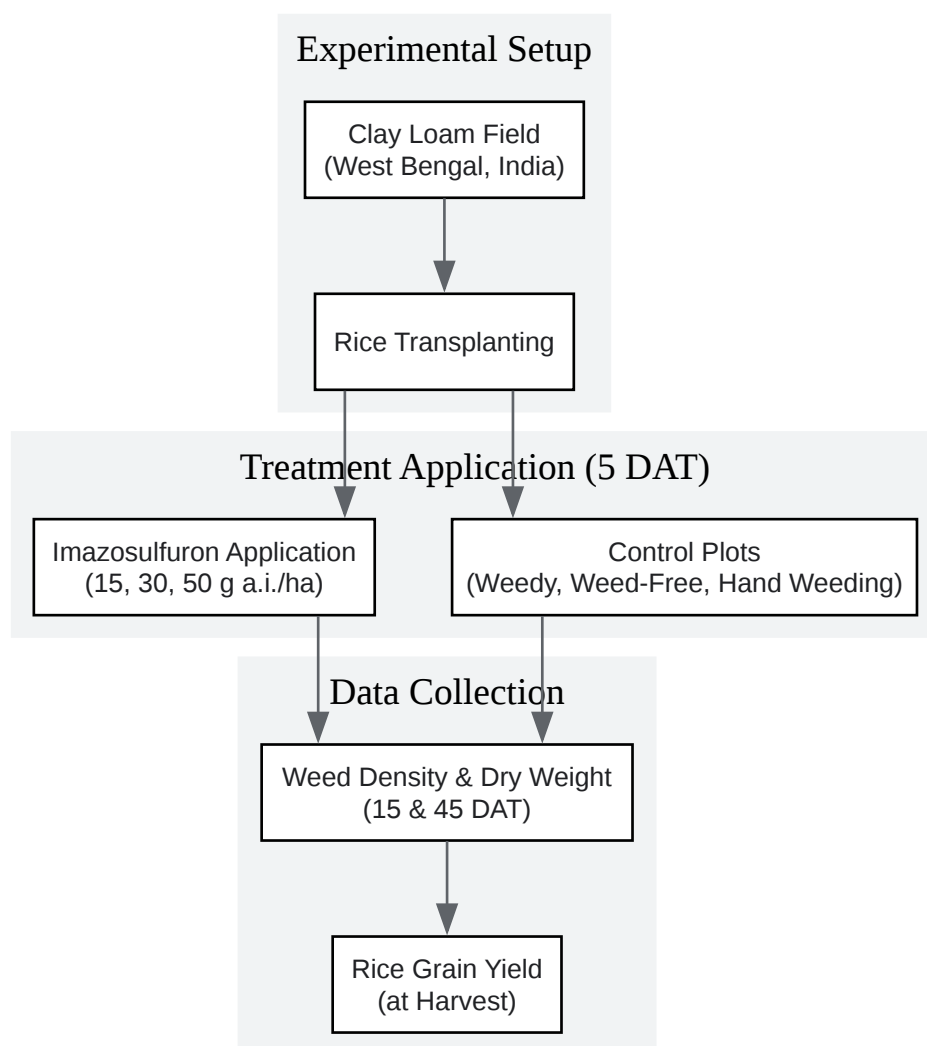 Experimental Setup
Clay Loam Field
(West Bengal, India)
Rice Transplanting
Treatment Application (5 DAT)
Imazosulfuron Application
(15, 30, 50 g a.i./ha)
Control Plots
(Weedy, Weed-Free, Hand Weeding)
Data Collection
Weed Density & Dry Weight
(15 & 45 DAT)
Rice Grain Yield
(at Harvest)